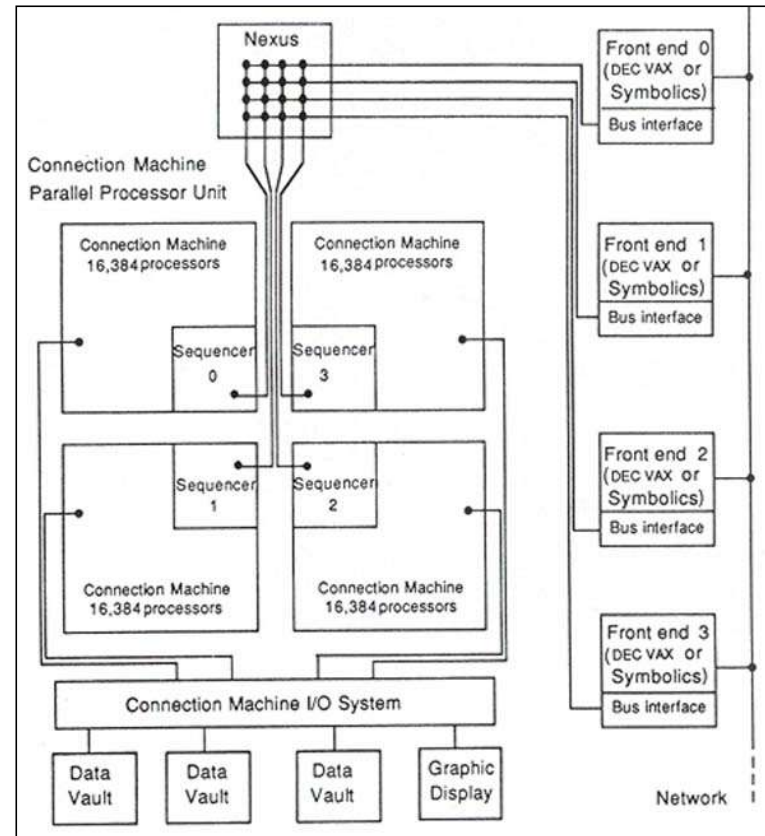 Nexus
Front end 0
(DEC VAX or
Symbolics)
Bus interface
Connection Machine
Parallel Processor Unit
Connection Machine
16,384 processors
Sequencer
0
Connection Machine
16,384 processors
Sequencer
3
Front end 1
(DEC VAX or
Symbolics)
Bus interface
Sequencer
1
Connection Machine
16,384 processors
Sequencer
2
Connection Machine
16,384 processors
Front end 2
(DEC VAX or
Symbolics)
Bus interface
Front end 3
(DEC VAX or
Symbolics)
Bus interface
Connection Machine I/O System
Data
Vault
Data
Vault
Data
Vault
Graphic
Display
Network